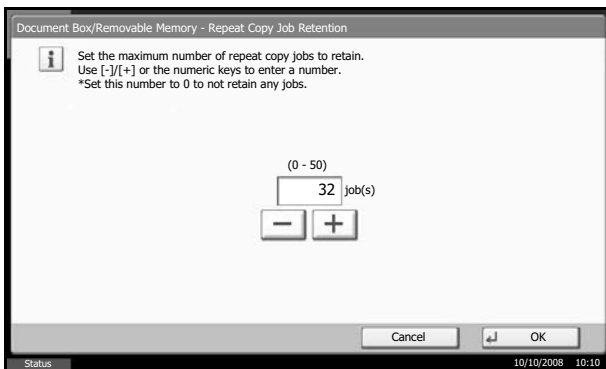 Document Box/Removable Memory - Repeat Copy Job Retention
Set the maximum number of repeat copy jobs to retain.
Use [-]/[+] or the numeric keys to enter a number.
*Set this number to 0 to not retain any jobs.
(0 - 50)
32 job(s)
Cancel
OK
Status
10/10/2008 10:10